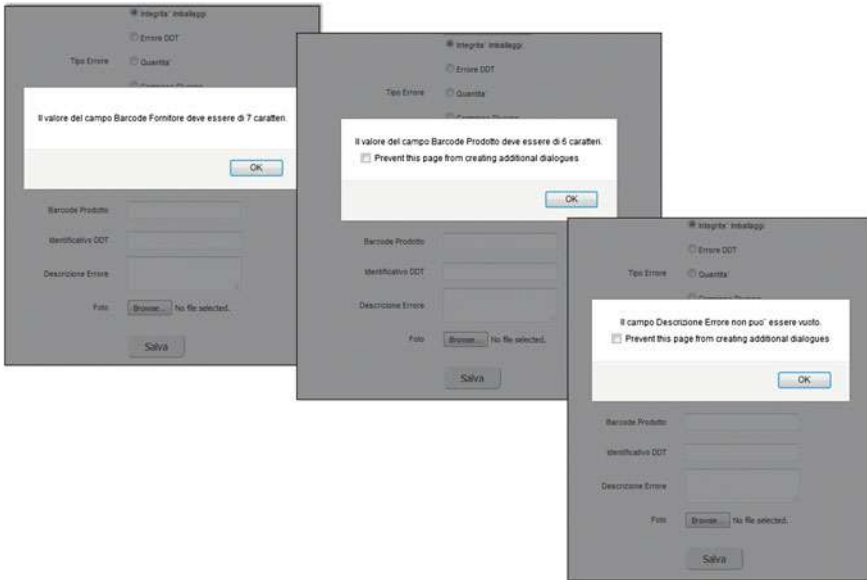 Integrita` Imballaggi
Errore DDT
Tipo Errore
Quantita`
Il valore del campo Barcode Fornitore deve essere di 7 caratteri.
OK
Barcode Prodotto
Identificativo DDT
Descrizione Errore
Foto
Browse... No file selected.
Salva
Integrita` Imballaggi
Errore DDT
Tipo Errore
Quantita`
Il valore del campo Barcode Prodotto deve essere di 6 caratteri.
Prevent this page from creating additional dialogues
OK
Barcode Prodotto
Identificativo DDT
Descrizione Errore
Foto
Browse... No file selected.
Salva
Integrita` Imballaggi
Errore DDT
Tipo Errore
Quantita`
Il campo Descrizione Errore non puo` essere vuoto.
Prevent this page from creating additional dialogues
OK
Barcode Prodotto
Identificativo DDT
Descrizione Errore
Foto
Browse... No file selected.
Salva